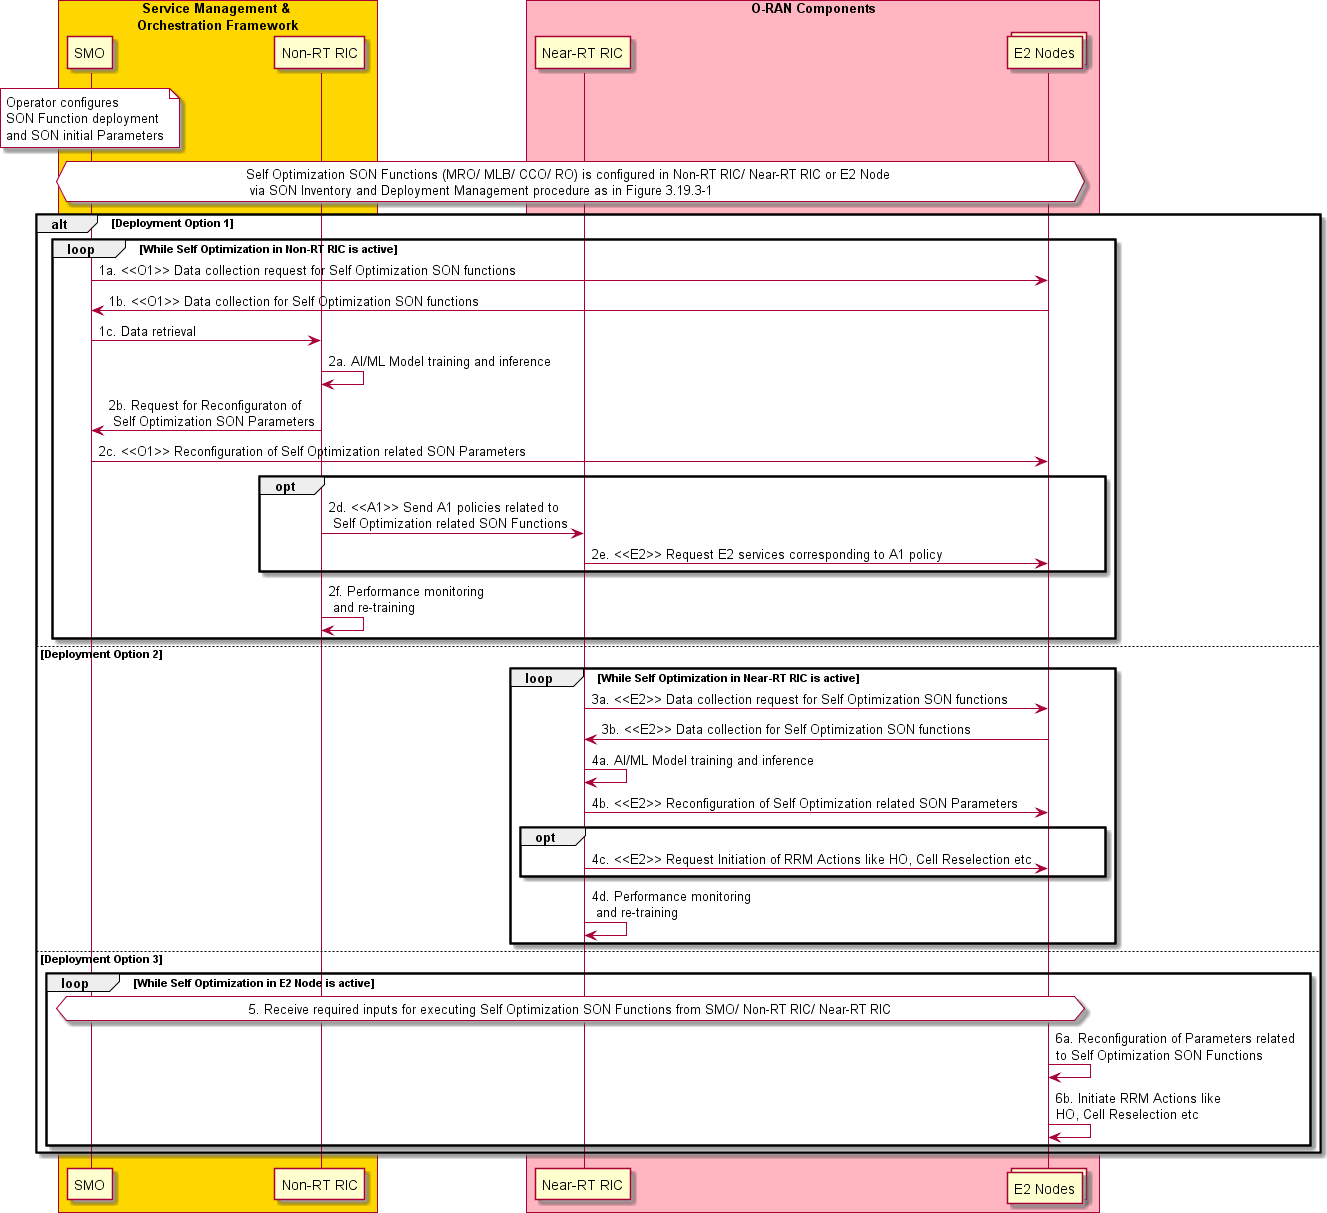 Service Management &
Orchestration Framework
O-RAN Components
SMO
Non-RT RIC
Near-RT RIC
E2 Nodes
Operator configures
SON Function deployment
and SON initial Parameters
Self Optimization SON Functions (MRO/ MLB/ CCO/ RO) is configured in Non-RT RIC/ Near-RT RIC or E2 Node
via SON Inventory and Deployment Management procedure as in Figure 3.19.3-1
alt [Deployment Option 1]
loop [While Self Optimization in Non-RT RIC is active]
1a. <<O1>> Data collection request for Self Optimization SON functions
1b. <<O1>> Data collection for Self Optimization SON functions
1c. Data retrieval
2a. AI/ML Model training and inference
2b. Request for Reconfiguraton of
Self Optimization SON Parameters
2c. <<O1>> Reconfiguration of Self Optimization related SON Parameters
opt
2d. <<A1>> Send A1 policies related to
Self Optimization related SON Functions
2e. <<E2>> Request E2 services corresponding to A1 policy
2f. Performance monitoring
and re-training
[Deployment Option 2]
loop [While Self Optimization in Near-RT RIC is active]
3a. <<E2>> Data collection request for Self Optimization SON functions
3b. <<E2>> Data collection for Self Optimization SON functions
4a. AI/ML Model training and inference
4b. <<E2>> Reconfiguration of Self Optimization related SON Parameters
opt
4c. <<E2>> Request Initiation of RRM Actions like HO, Cell Reselection etc
4d. Performance monitoring
and re-training
[Deployment Option 3]
loop [While Self Optimization in E2 Node is active]
5. Receive required inputs for executing Self Optimization SON Functions from SMO/ Non-RT RIC/ Near-RT RIC
6a. Reconfiguration of Parameters related
to Self Optimization SON Functions
6b. Initiate RRM Actions like
HO, Cell Reselection etc
SMO
Non-RT RIC
Near-RT RIC
E2 Nodes